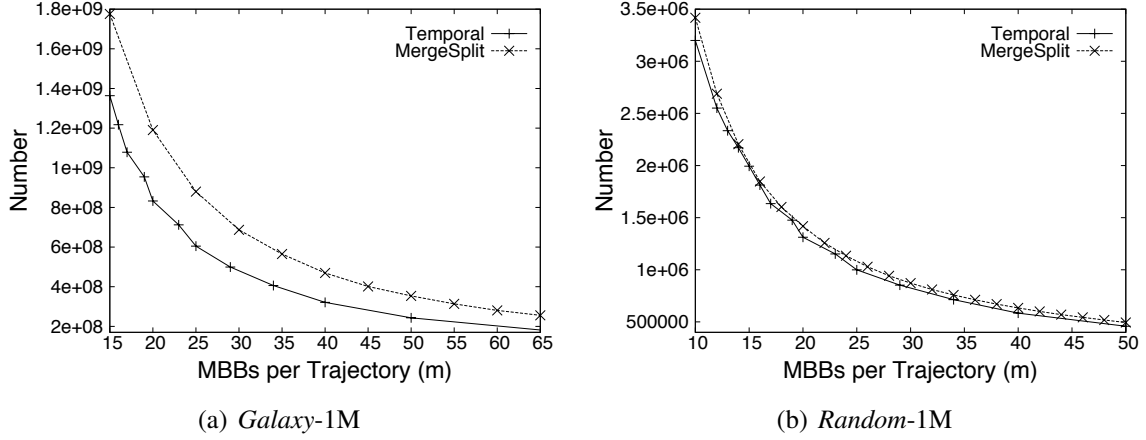 1.8e+09
1.6e+09
1.4e+09
1.2e+09
1e+09
8e+08
6e+08
4e+08
2e+08
Number
Temporal
MergeSplit
15 20 25 30 35 40 45 50 55 60 65
MBBs per Trajectory (m)
(a) Galaxy-1M
3.5e+06
3e+06
2.5e+06
2e+06
1.5e+06
1e+06
500000
Number
Temporal
MergeSplit
10 15 20 25 30 35 40 45 50
MBBs per Trajectory (m)
(b) Random-1M